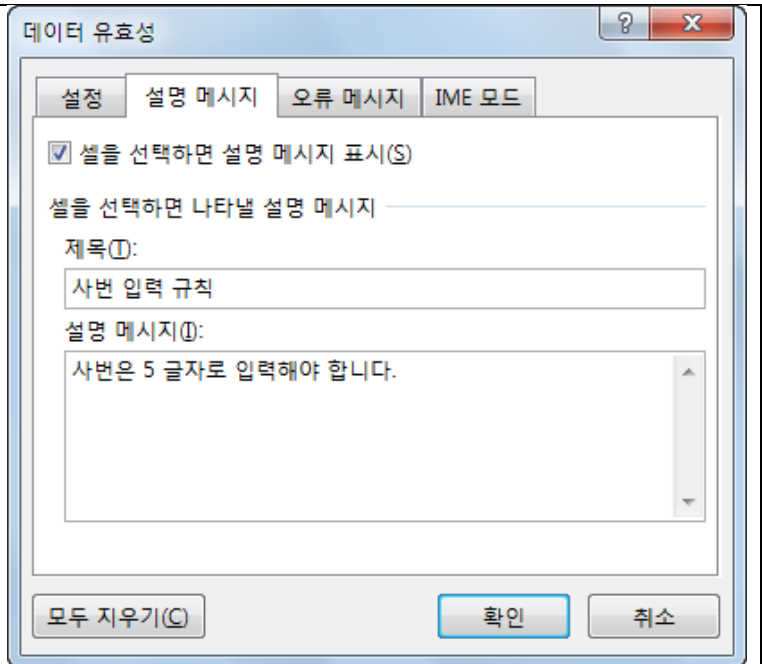 데이터 유효성
설정 설명 메시지 오류 메시지 IME 모드
셀을 선택하면 설명 메시지 표시(S)
셀을 선택하면 나타낼 설명 메시지
제목(T):
사번 입력 규칙
설명 메시지(I):
사번은 5 글자로 입력해야 합니다.
모두 지우기(C) 확인 취소